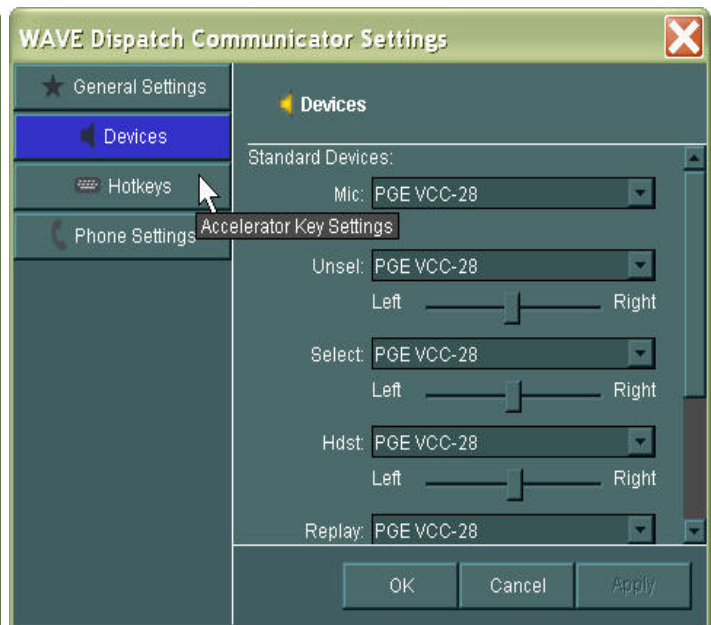 WAVE Dispatch Communicator Settings
General Settings
Devices
Hotkeys
Phone Settings
Accelerator Key Settings
Devices
Standard Devices:
Mic: PGE VCC-28
Unsel: PGE VCC-28
Left Right
Select: PGE VCC-28
Left Right
Hdst: PGE VCC-28
Left Right
Replay: PGE VCC-28
OK Cancel Apply